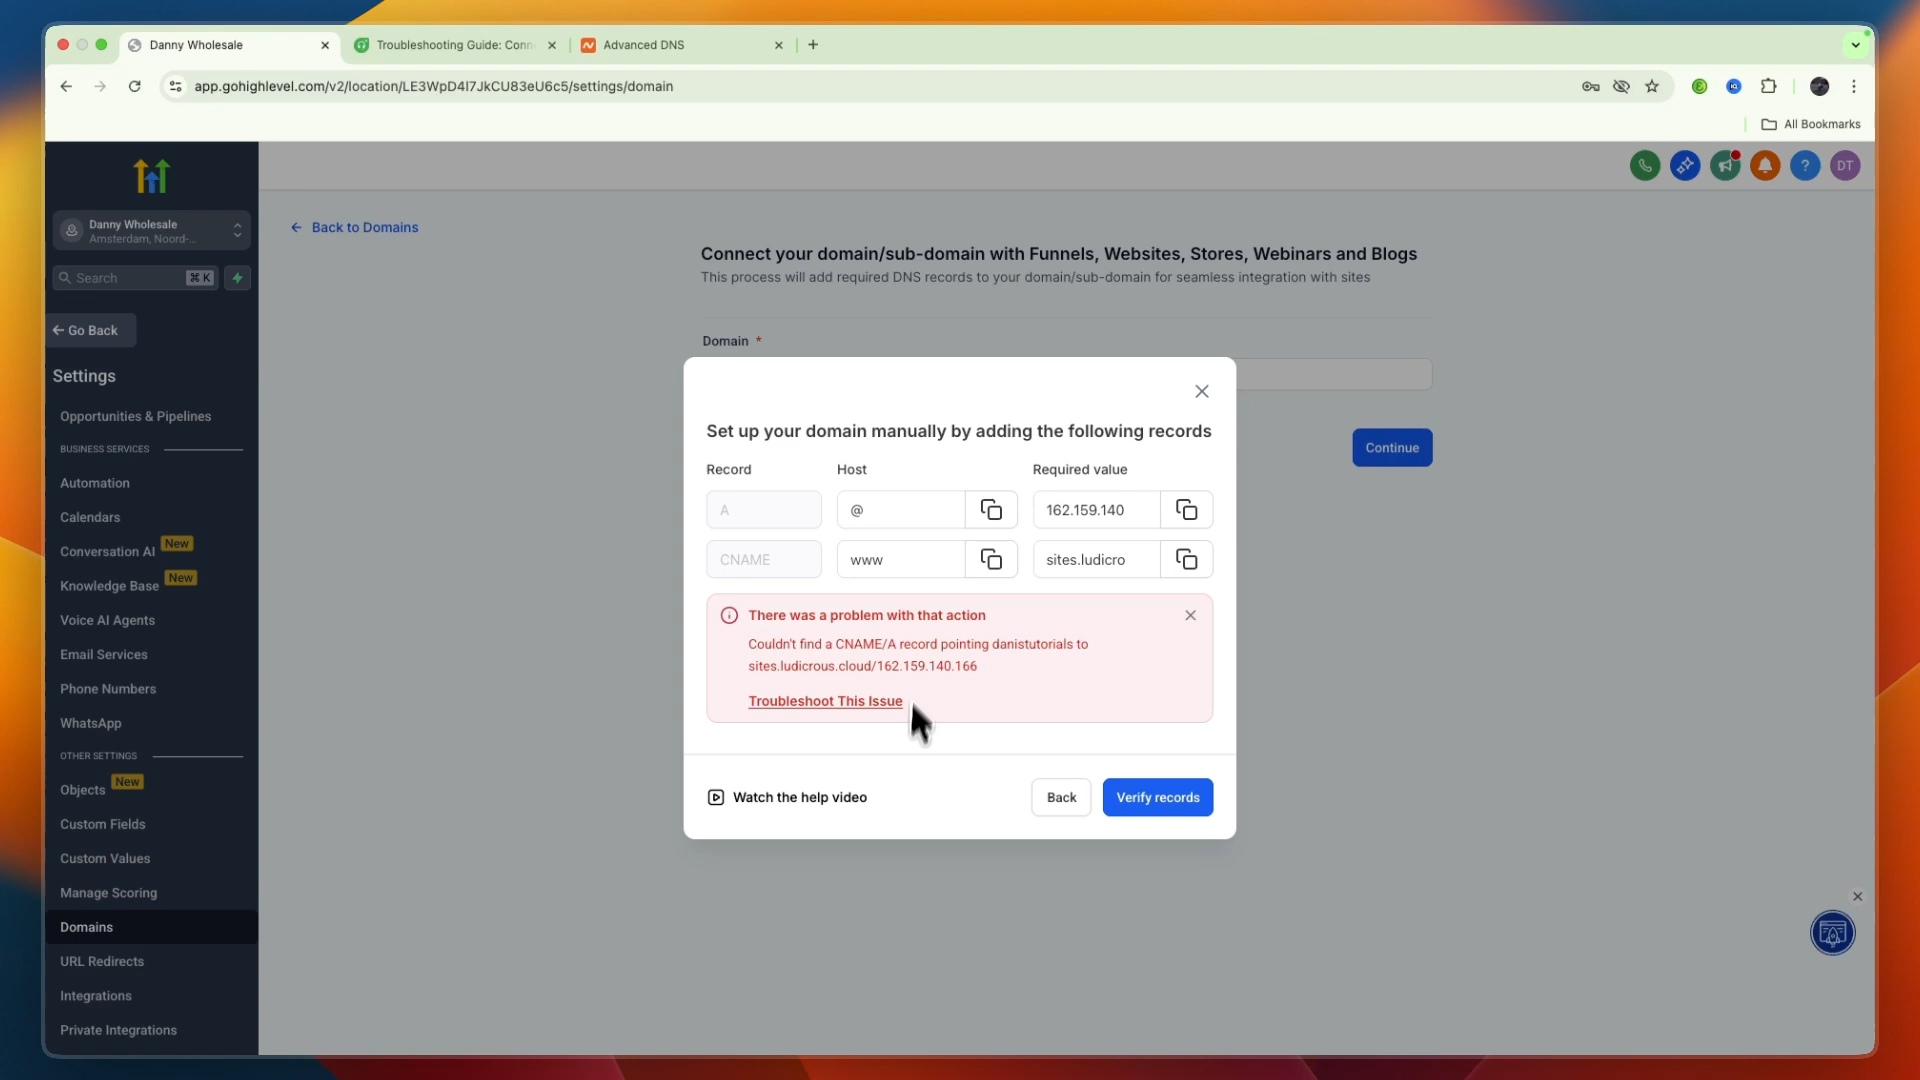 Danny Wholesale
Troubleshooting Guide: Conn
Advanced DNS
app.gohighlevel.com/v2/location/LE3WpD4I7JkCU83eU6c5/settings/domain
All Bookmarks
Danny Wholesale
Amsterdam, Noord-...
Search
⌘ K
Go Back
Settings
Opportunities & Pipelines
BUSINESS SERVICES
Automation
Calendars
Conversation AI New
Knowledge Base New
Voice AI Agents
Email Services
Phone Numbers
WhatsApp
OTHER SETTINGS
Objects New
Custom Fields
Custom Values
Manage Scoring
Domains
URL Redirects
Integrations
Private Integrations
DT
Back to Domains
Connect your domain/sub-domain with Funnels, Websites, Stores, Webinars and Blogs
This process will add required DNS records to your domain/sub-domain for seamless integration with sites
Domain *
Continue
Set up your domain manually by adding the following records
Record Host Required value
A @ 162.159.140
CNAME www sites.ludicro
There was a problem with that action
Couldn't find a CNAME/A record pointing danistutorials to
sites.ludicrous.cloud/162.159.140.166
Troubleshoot This Issue
Watch the help video
Back
Verify records